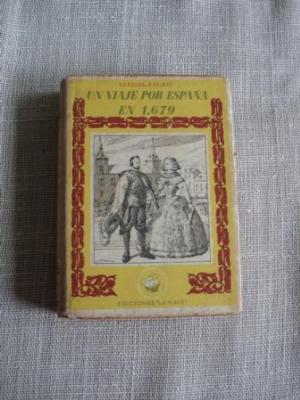 UN VIAJE POR ESPAÑA
EN 1.679
EDICIONES "LA NAVE"